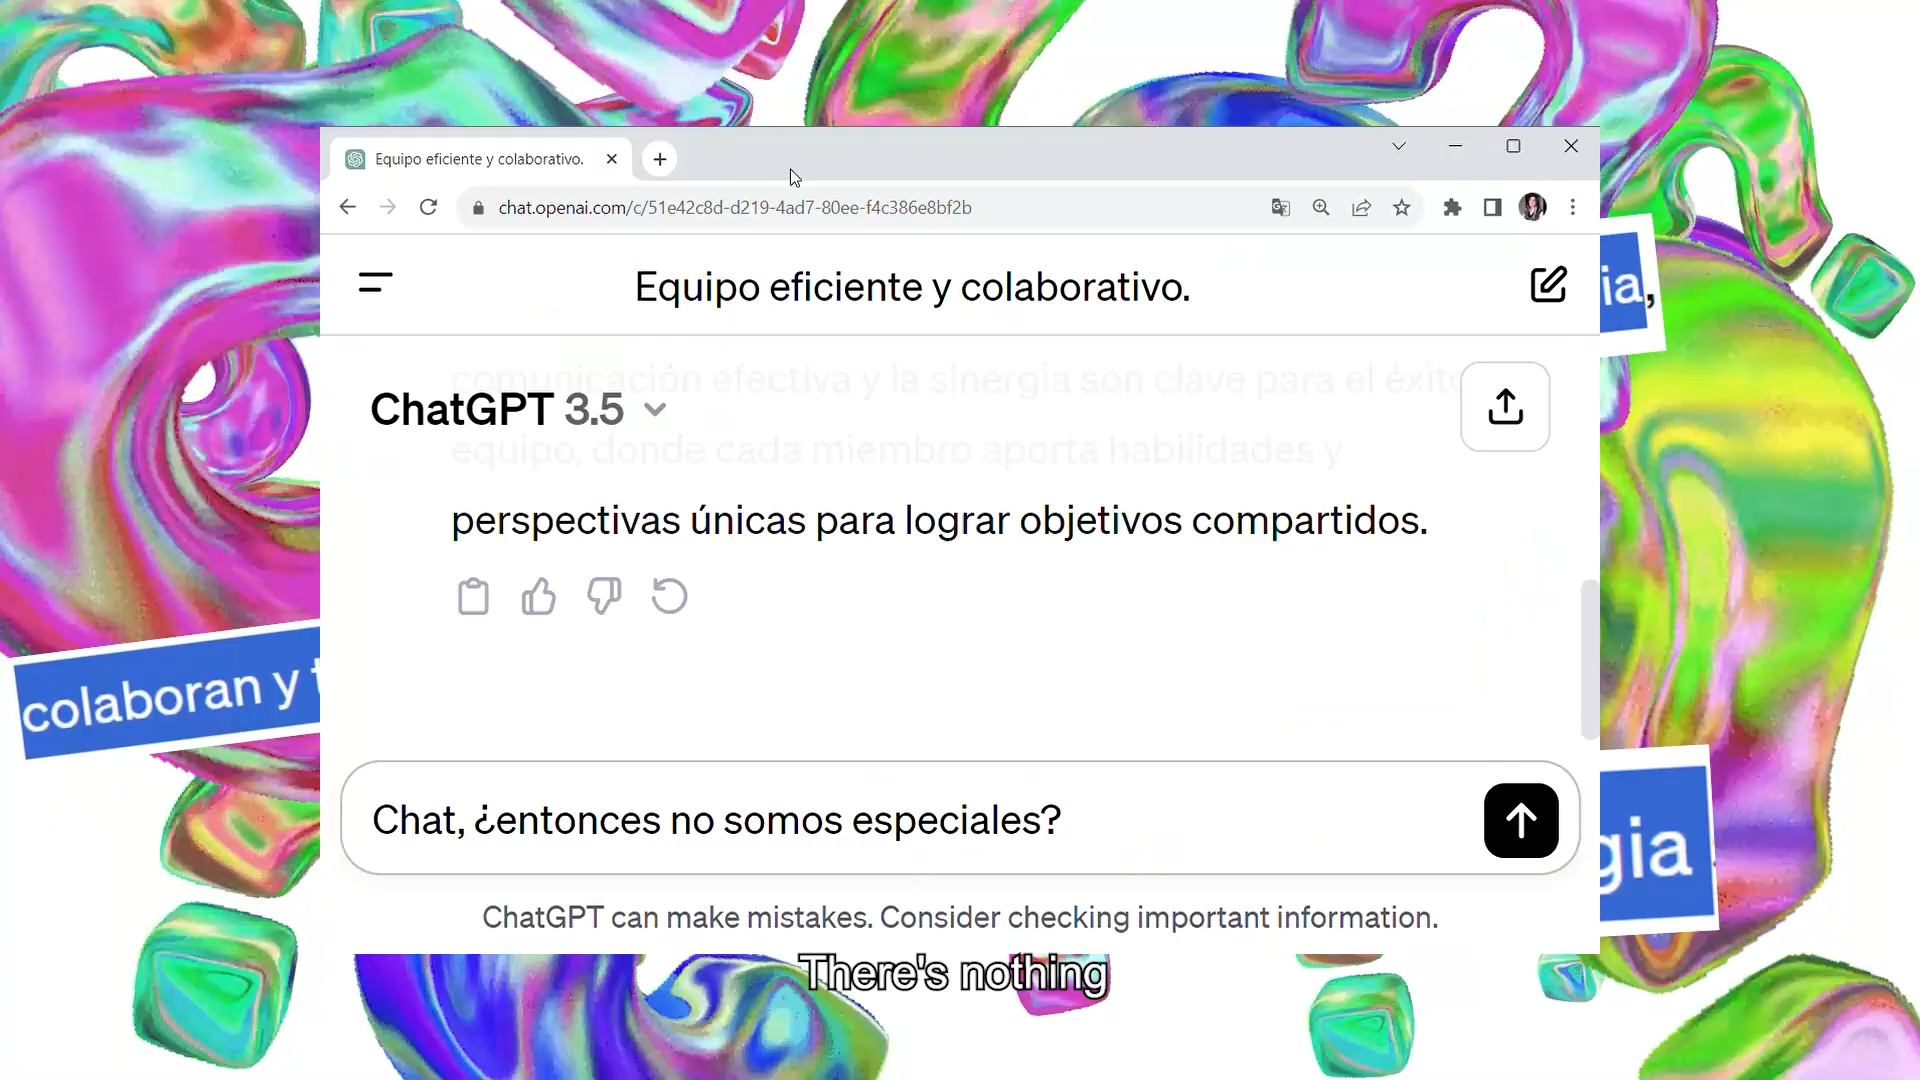 Equipo eficiente y colaborativo.
chat.openai.com/c/51e42c8d-d219-4ad7-80ee-f4c386e8bf2b
Equipo eficiente y colaborativo.
ia,
comunicación efectiva y la sinergia son clave para el éxito
ChatGPT 3.5
equipo, donde cada miembro aporta habilidades y
perspectivas únicas para lograr objetivos compartidos.
colaboran y t
Chat, ¿entonces no somos especiales?
gia
ChatGPT can make mistakes. Consider checking important information.
There's nothing